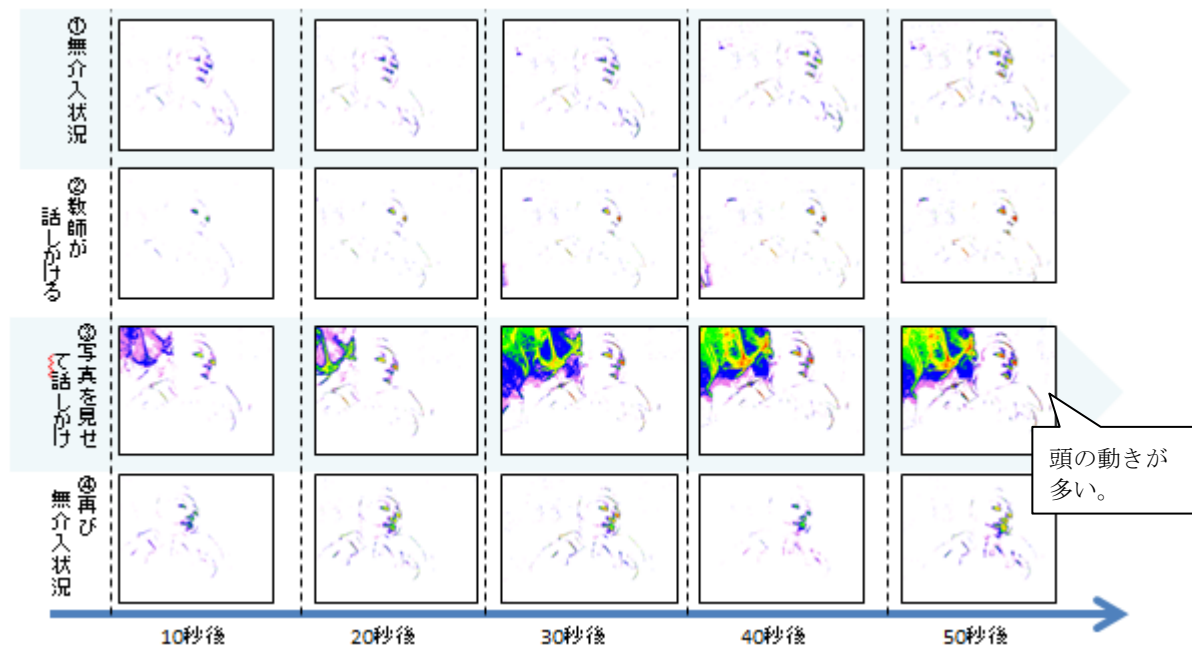 ①無介入状況
②教師が
話しかける
③写真を見せ
て話しかけ
④再び
無介入状況
頭の動きが
多い。
10秒後
20秒後
30秒後
40秒後
50秒後